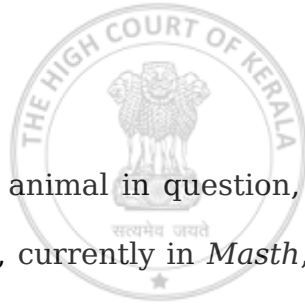 THE HIGH COURT OF KERALA
सत्यमेव जयते
animal in question,
, currently in Masth,